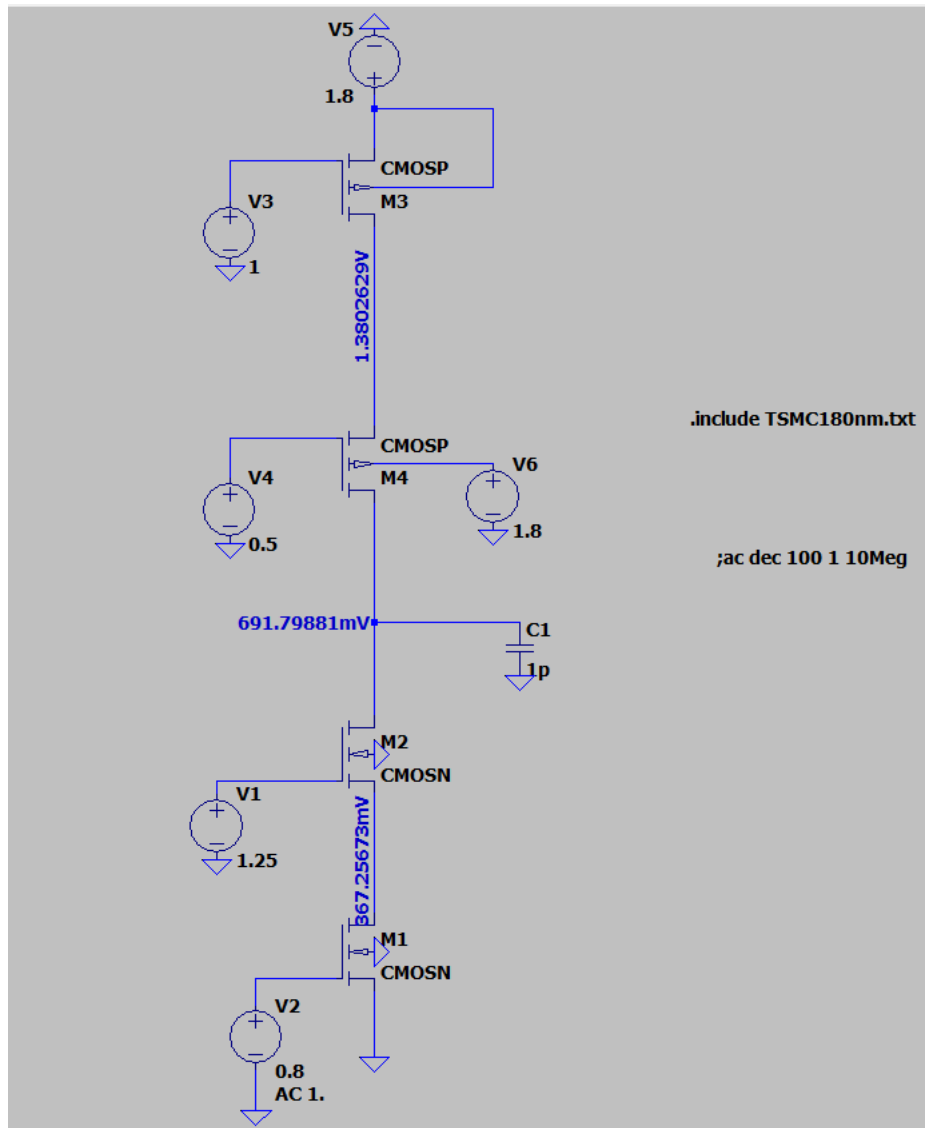 V5
1.8
CMOSP
M3
V3
1
1.3802629V
.include TSMC180nm.txt
CMOSP
M4
V4
0.5
V6
1.8
;ac dec 100 1 10Meg
691.79881mV
C1
1p
M2
CMOSN
V1
1.25
367.25673mV
M1
CMOSN
V2
0.8
AC 1.